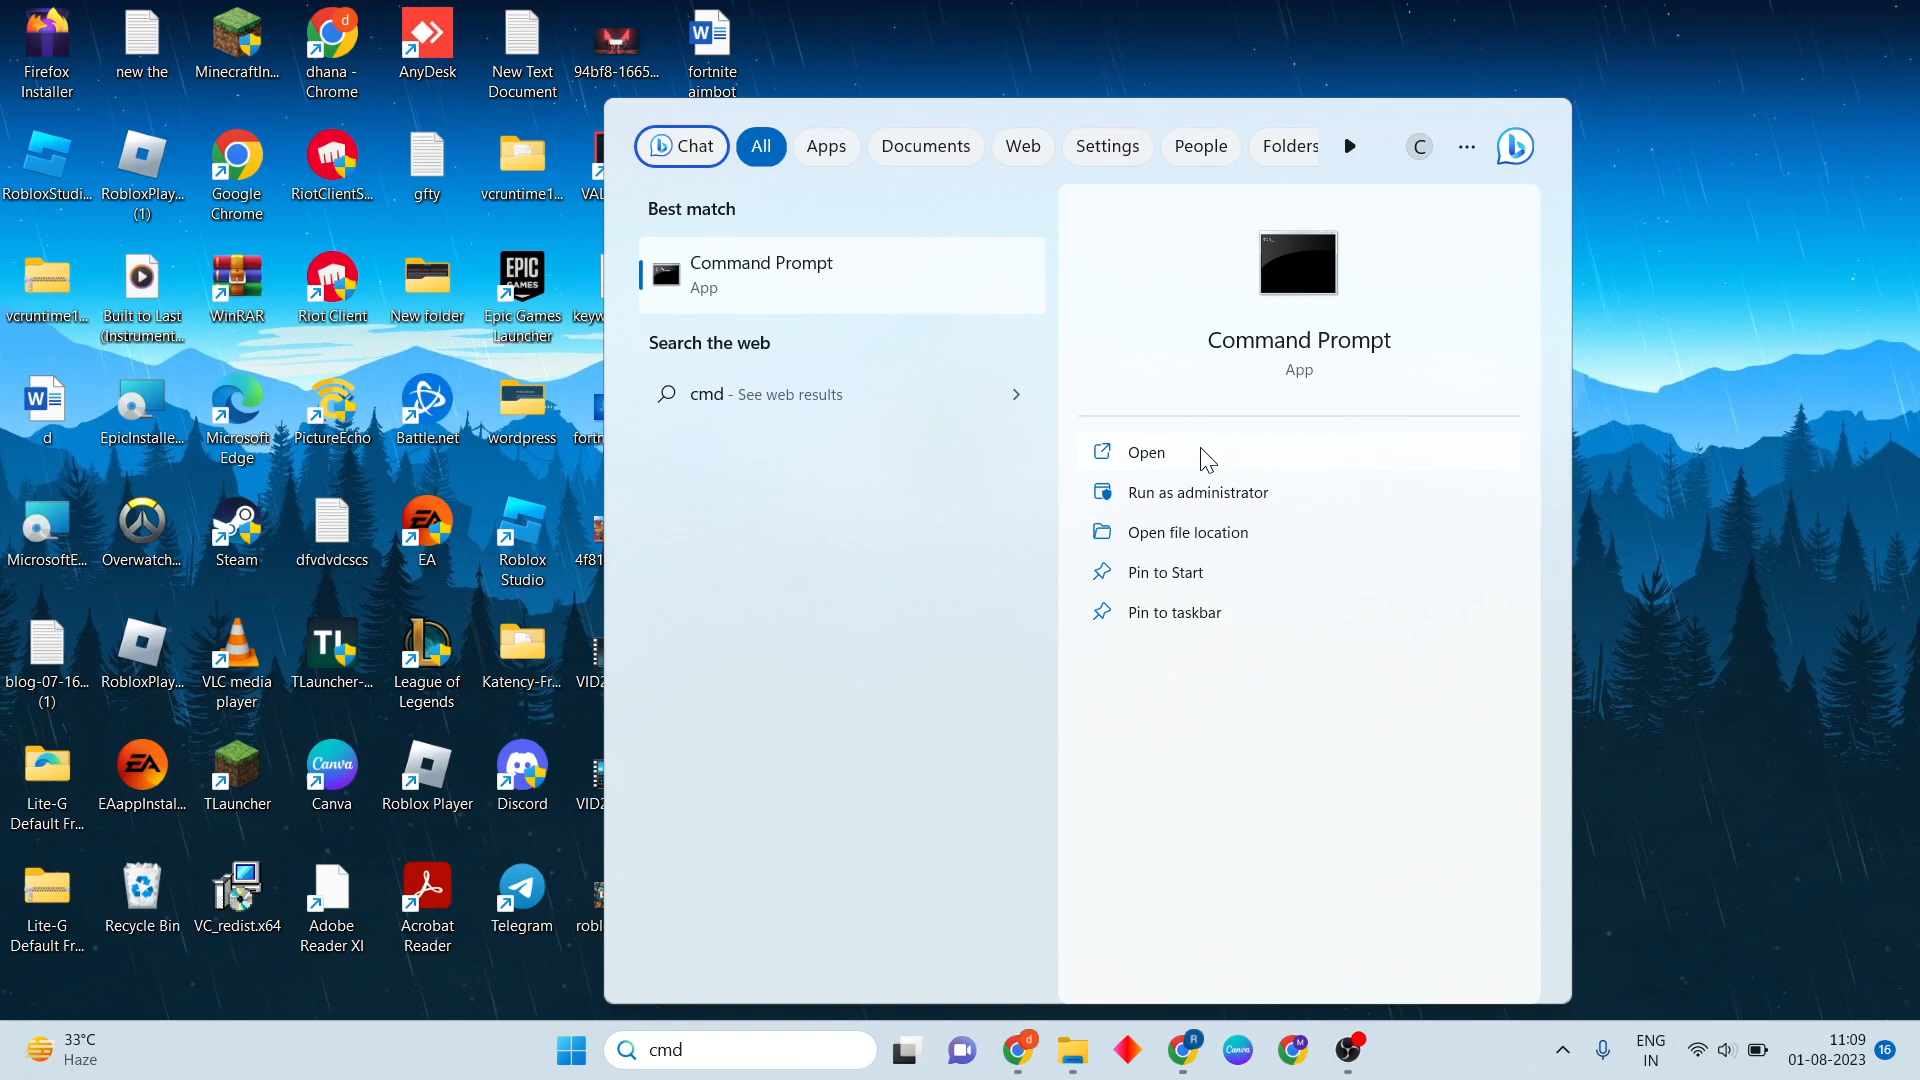 Firefox
Installer
new the
MinecraftIn...
dhana -
Chrome
AnyDesk
New Text
Document
94bf8-1665...
fortnite
aimbot
RobloxStudi...
RobloxPlay...
(1)
Google
Chrome
RiotClientS...
gfty
vcruntime1...
VAL
vcruntime1...
Built to Last
(Instrument...
WinRAR
Riot Client
New folder
EPIC
GAMES
Epic Games
Launcher
keyw
d
EpicInstalle...
Microsoft
Edge
PictureEcho
Battle.net
wordpress
fortn
MicrosoftE...
Overwatch...
Steam
dfvdvdcscs
EA
Roblox
Studio
4f81
blog-07-16...
(1)
RobloxPlay...
VLC media
player
TL
TLauncher-...
League of
Legends
Katency-Fr...
VID2
Lite-G
Default Fr...
EAappInstal...
TLauncher
Canva
Canva
Roblox Player
Discord
VID2
Lite-G
Default Fr...
Recycle Bin
VC_redist.x64
Adobe
Reader XI
Acrobat
Reader
Telegram
robl
Chat
All
Apps
Documents
Web
Settings
People
Folders
C
Best match
Command Prompt
App
Search the web
cmd - See web results
Command Prompt
App
Open
Run as administrator
Open file location
Pin to Start
Pin to taskbar
33°C
Haze
cmd
ENG
IN
11:09
01-08-2023
16